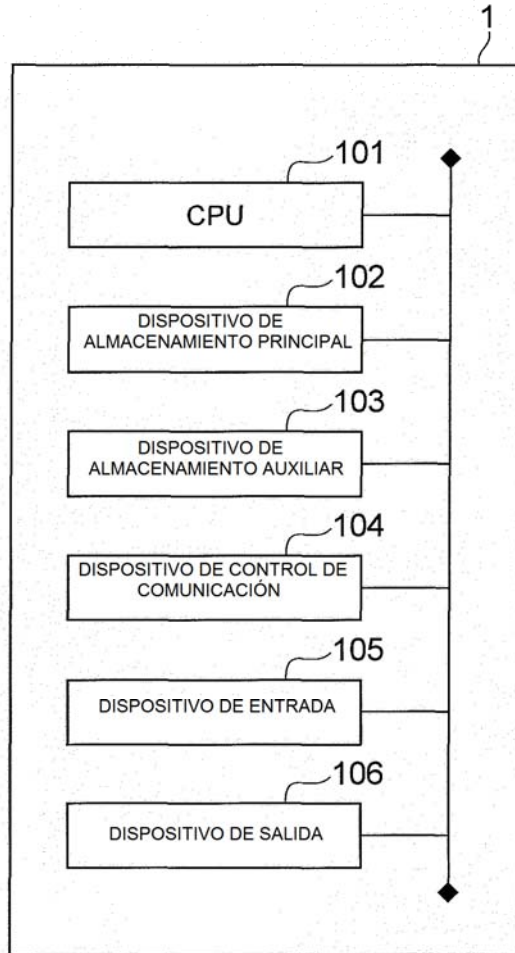 1
101
CPU
102
DISPOSITIVO DE
ALMACENAMIENTO PRINCIPAL
103
DISPOSITIVO DE
ALMACENAMIENTO AUXILIAR
104
DISPOSITIVO DE CONTROL DE
COMUNICACIÓN
105
DISPOSITIVO DE ENTRADA
106
DISPOSITIVO DE SALIDA